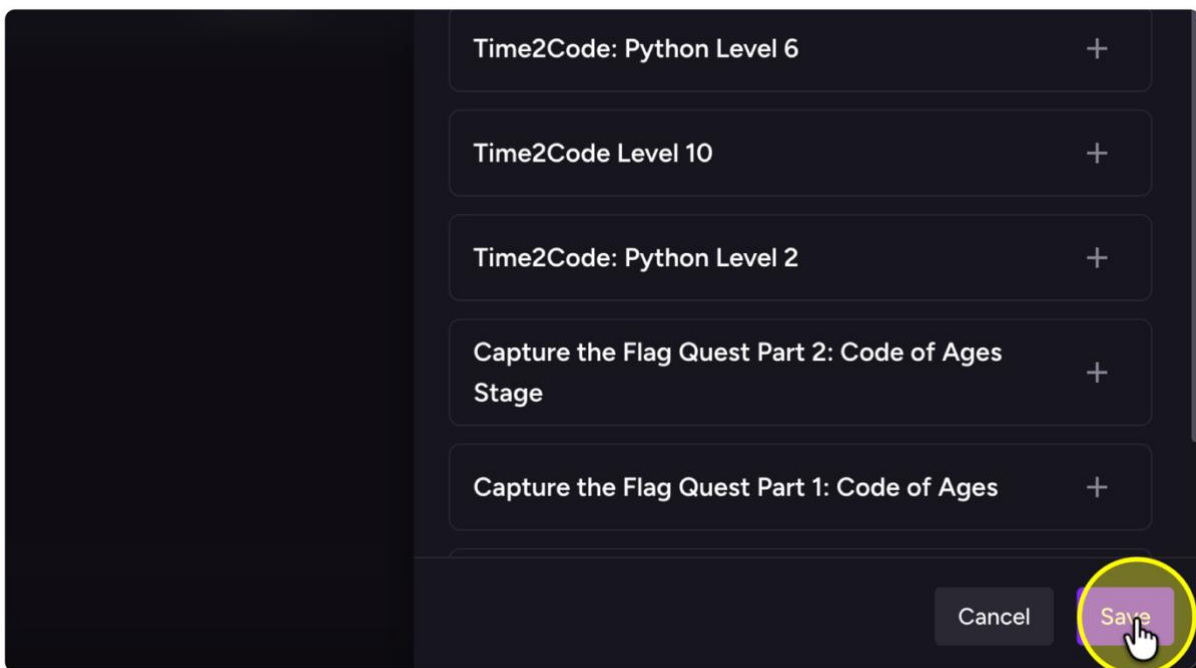 Time2Code: Python Level 6
Time2Code Level 10
Time2Code: Python Level 2
Capture the Flag Quest Part 2: Code of Ages
Stage
Capture the Flag Quest Part 1: Code of Ages
Cancel
Save